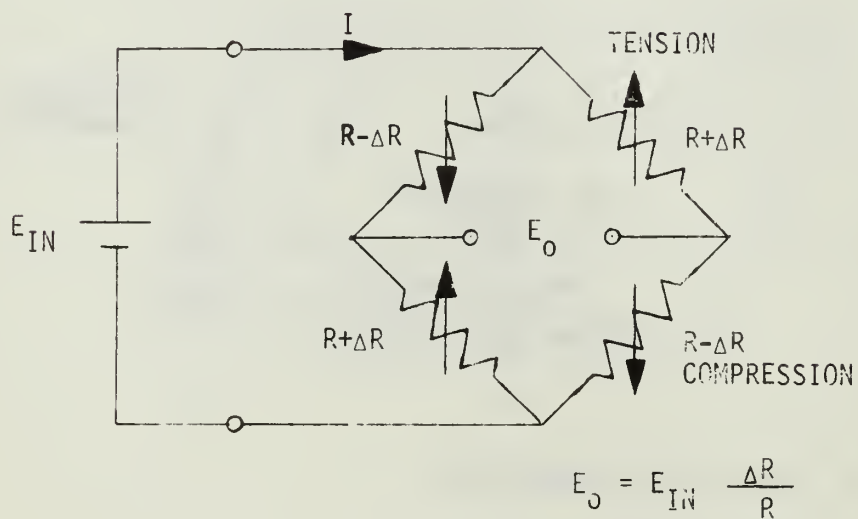 I
TENSION
R-ΔR
R+ΔR
E_IN
E_o
R+ΔR
R-ΔR
COMPRESSION
E_o = E_IN ΔR/R